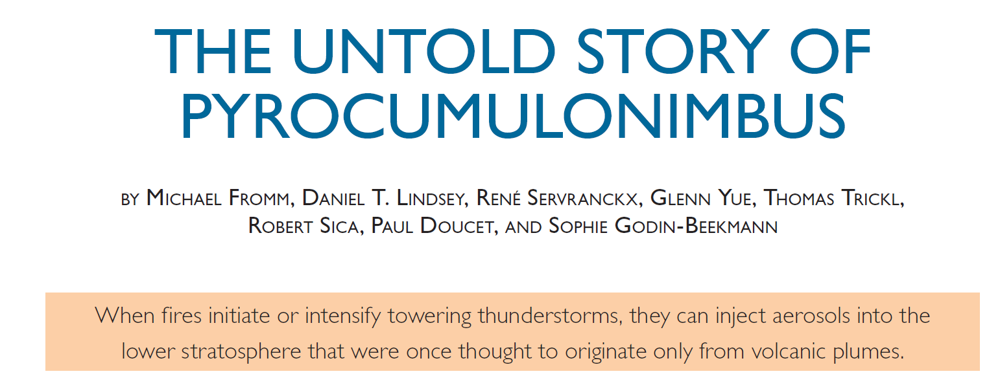 THE UNTOLD STORY OF
PYROCUMULONIMBUS
BY MICHAEL FROMM, DANIEL T. LINDSEY, RENÉ SERVRANCKX, GLENN YUE, THOMAS TRICKL,
ROBERT SICA, PAUL DOUCET, AND SOPHIE GODIN-BEEKMANN
When fires initiate or intensify towering thunderstorms, they can inject aerosols into the
lower stratosphere that were once thought to originate only from volcanic plumes.